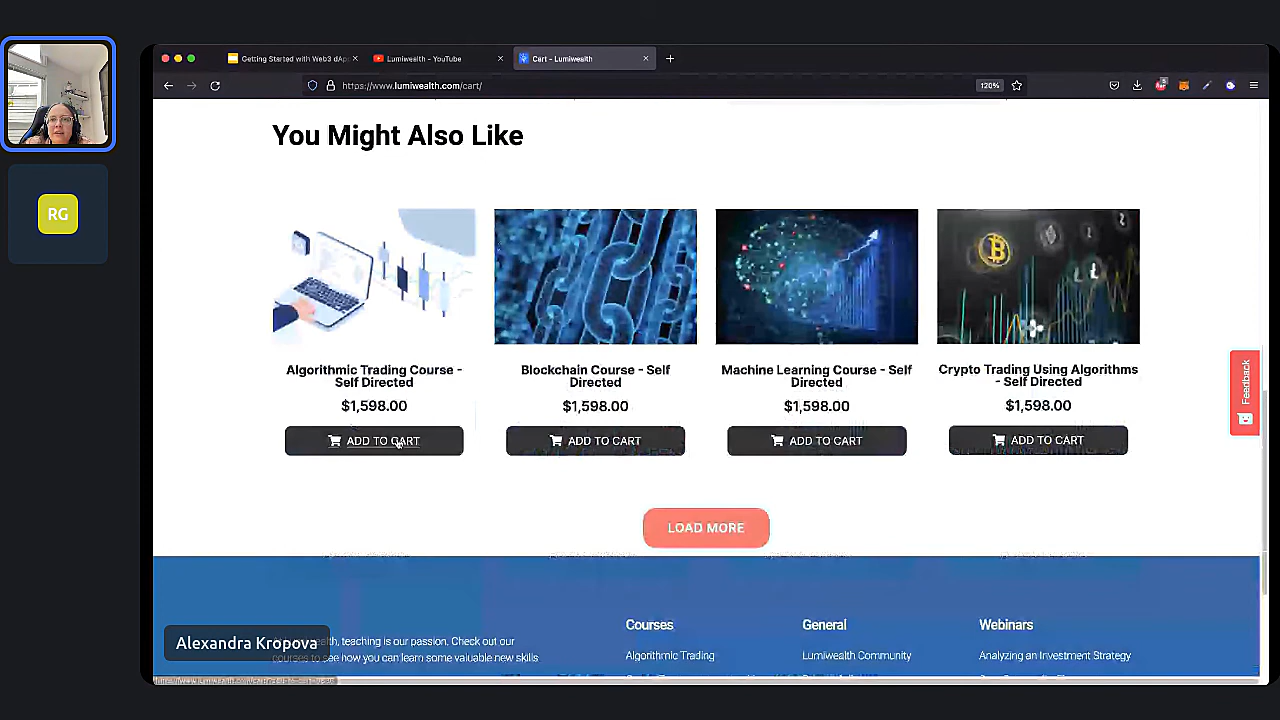 Getting Started with Web3 dAp
Lumiwealth - YouTube
Cart - Lumiwealth
https://www.lumiwealth.com/cart/
120%
RG
You Might Also Like
Algorithmic Trading Course -
Self Directed
$1,598.00
ADD TO CART
Blockchain Course - Self
Directed
$1,598.00
ADD TO CART
Machine Learning Course - Self
Directed
$1,598.00
ADD TO CART
Crypto Trading Using Algorithms
- Self Directed
$1,598.00
ADD TO CART
Feedback
LOAD MORE
Courses
General
Webinars
Alexandra Kropova
teaching is our passion. Check out our
courses to see how you can learn some valuable new skills
Algorithmic Trading
Lumiwealth Community
Analyzing an Investment Strategy